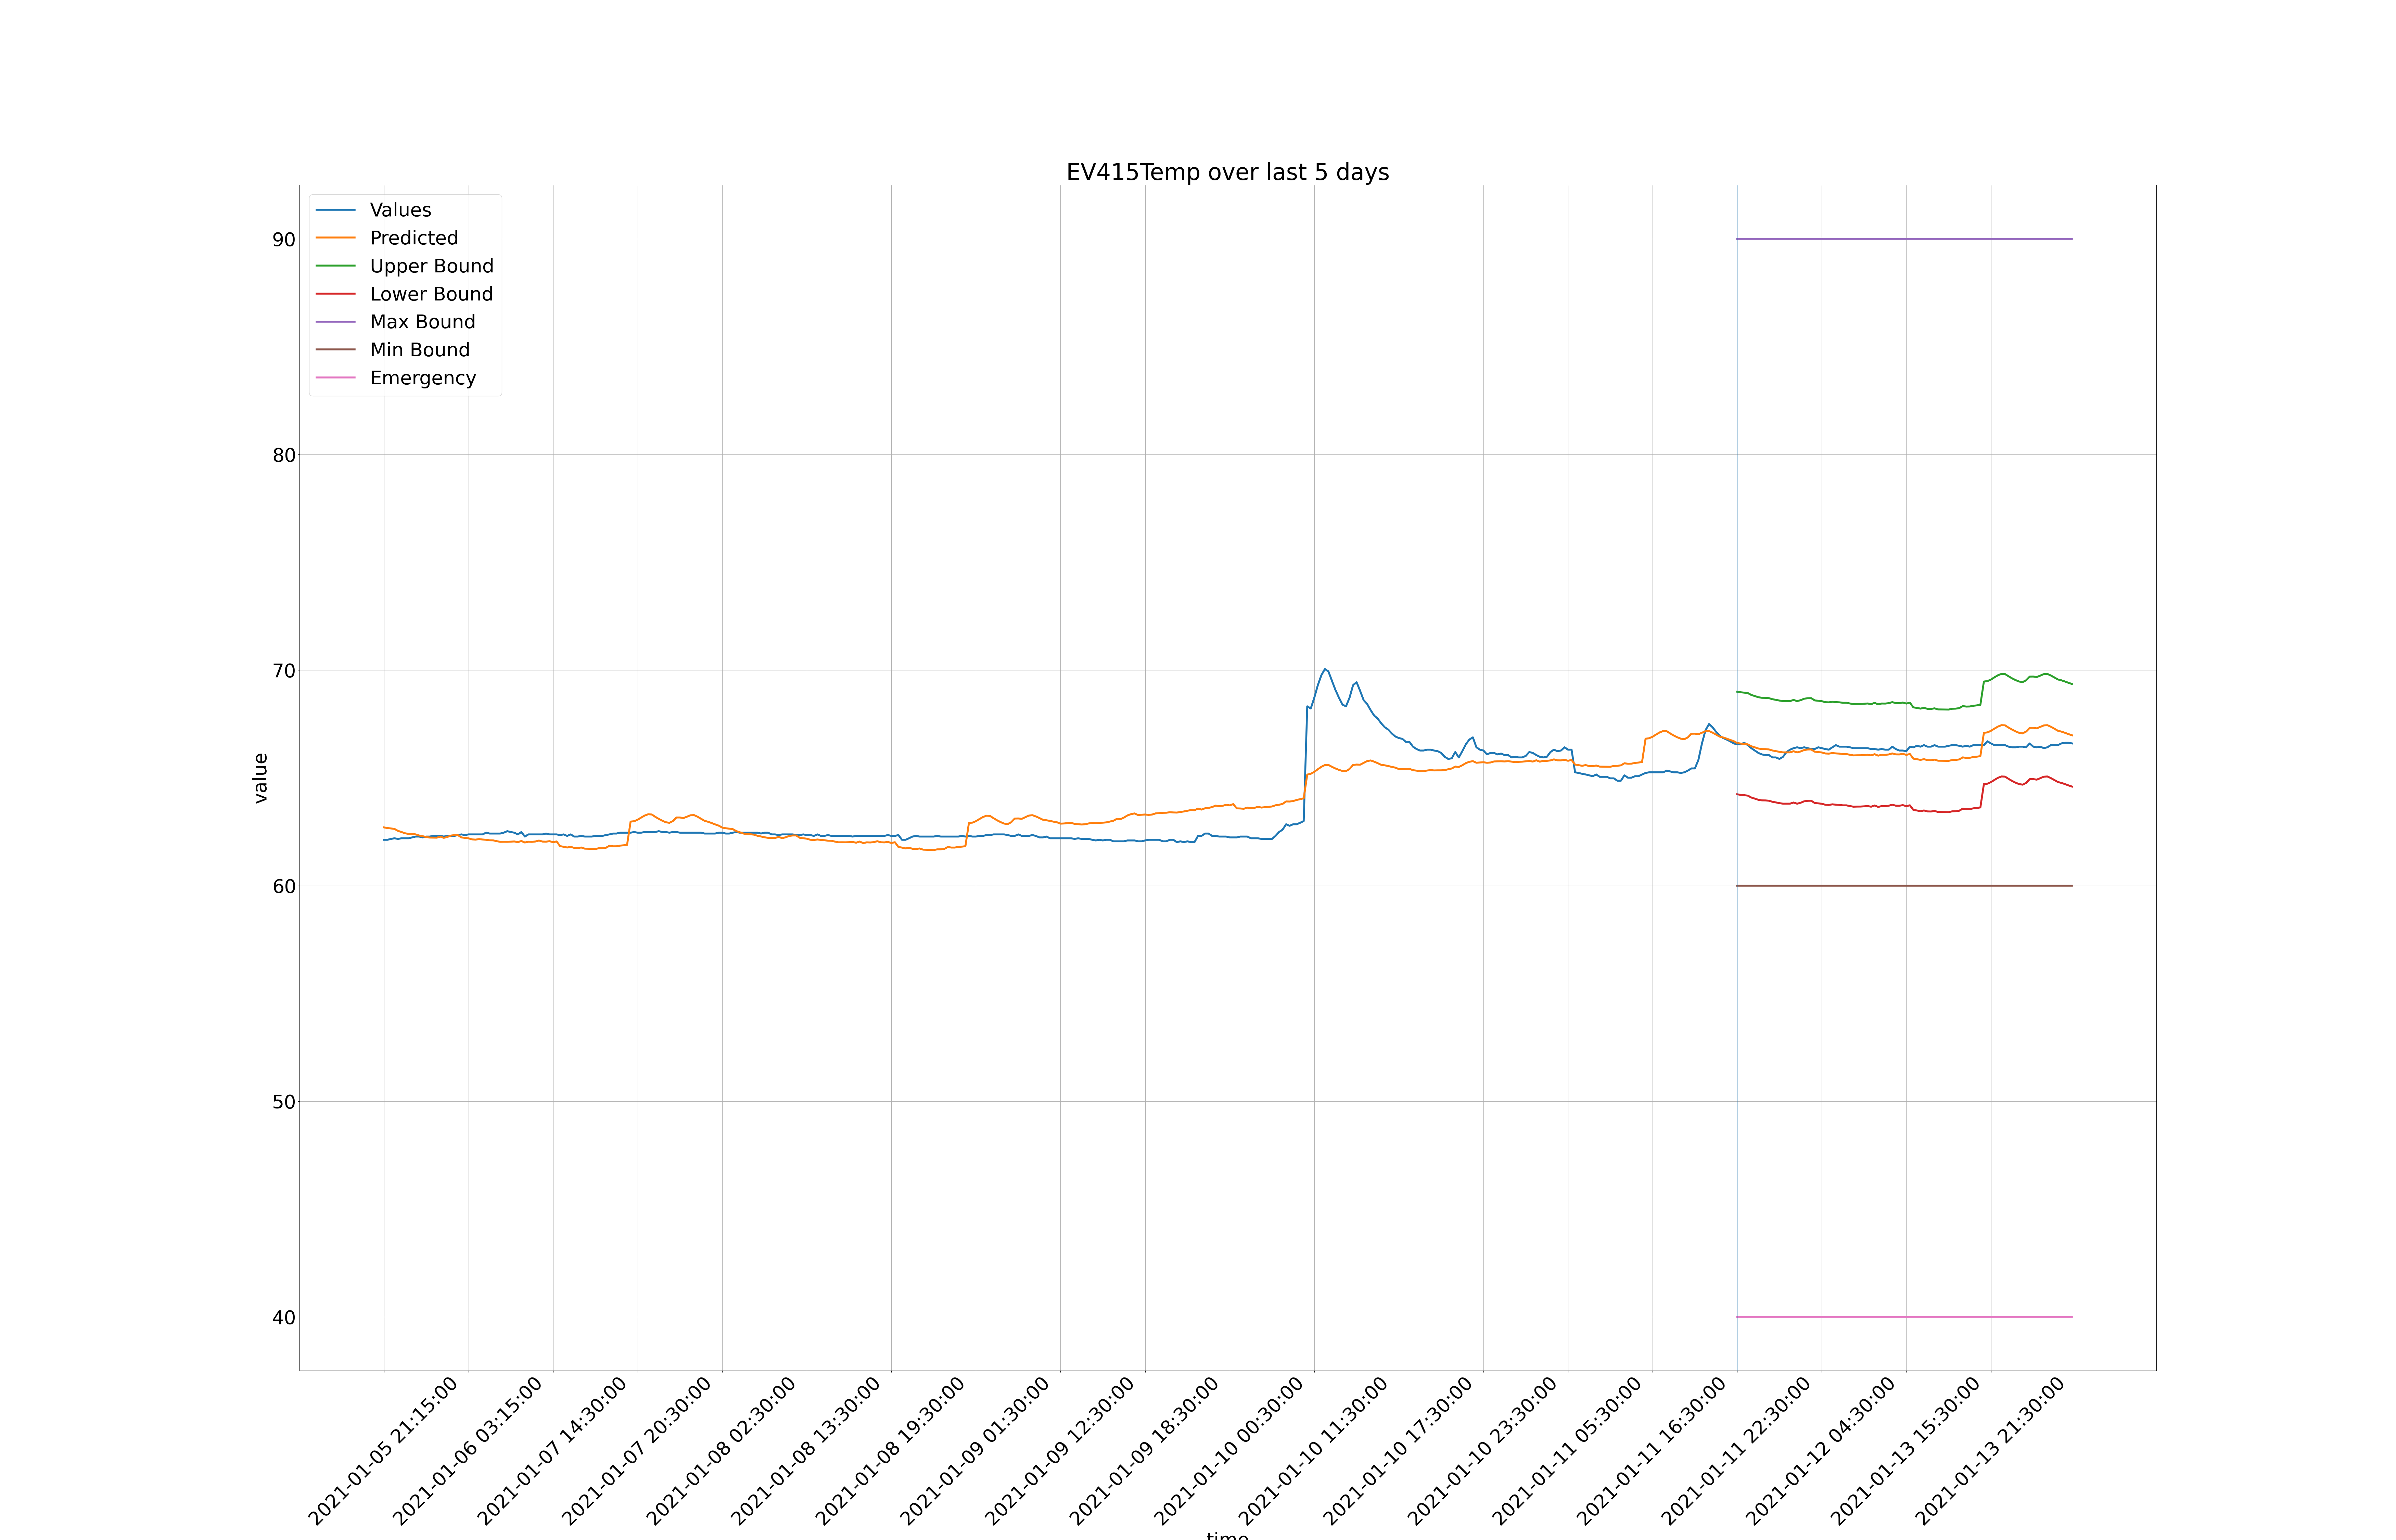 EV415Temp over last 5 days
Values
Predicted
Upper Bound
Lower Bound
Max Bound
Min Bound
Emergency
90
80
70
60
50
40
value
2021-01-05 21:15:00
2021-01-06 03:15:00
2021-01-07 14:30:00
2021-01-07 20:30:00
2021-01-08 02:30:00
2021-01-08 13:30:00
2021-01-08 19:30:00
2021-01-09 01:30:00
2021-01-09 12:30:00
2021-01-09 18:30:00
2021-01-10 00:30:00
2021-01-10 11:30:00
2021-01-10 17:30:00
2021-01-10 23:30:00
2021-01-11 05:30:00
2021-01-11 16:30:00
2021-01-11 22:30:00
2021-01-12 04:30:00
2021-01-13 15:30:00
2021-01-13 21:30:00
time